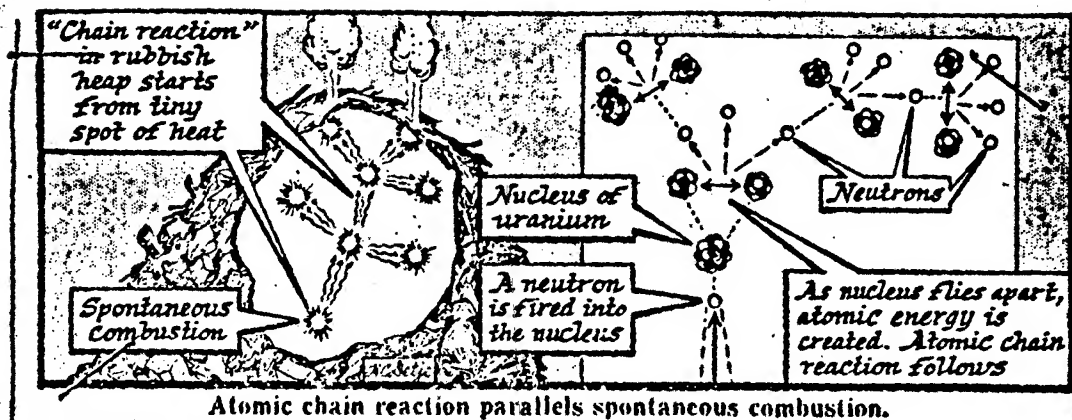 "Chain reaction"
in rubbish
heap starts
from tiny
spot of heat
Spontaneous
combustion
Nucleus of
uranium
A neutron
is fired into
the nucleus
Neutrons
As nucleus flies apart,
atomic energy is
created. Atomic chain
reaction follows
Atomic chain reaction parallels spontaneous combustion.